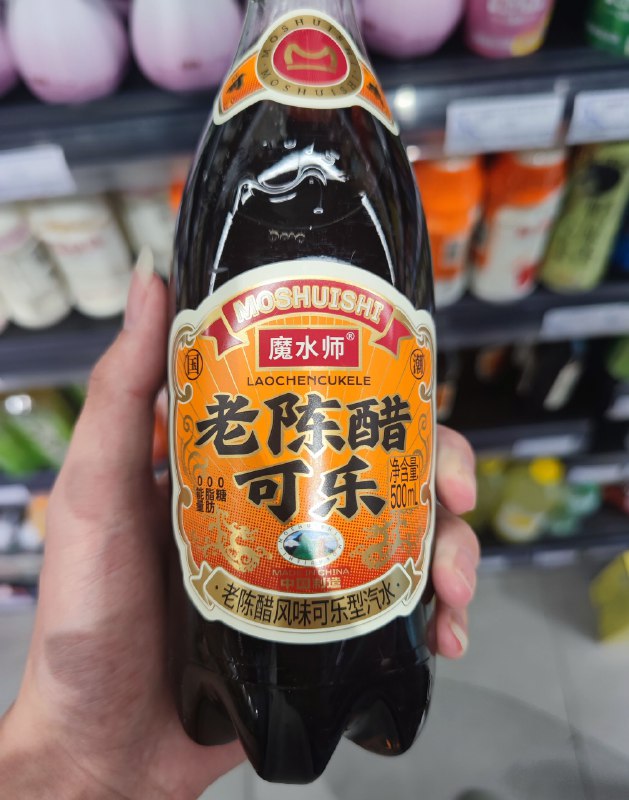 MOSHUISHI
MOSHUISHI
魔水师®
LAOCHENCUKELE
国
潮
老陈醋
可乐
0糖
0脂肪
0能量
净含量
500mL
MADE IN CHINA
中国制造
·老陈醋风味可乐型汽水·